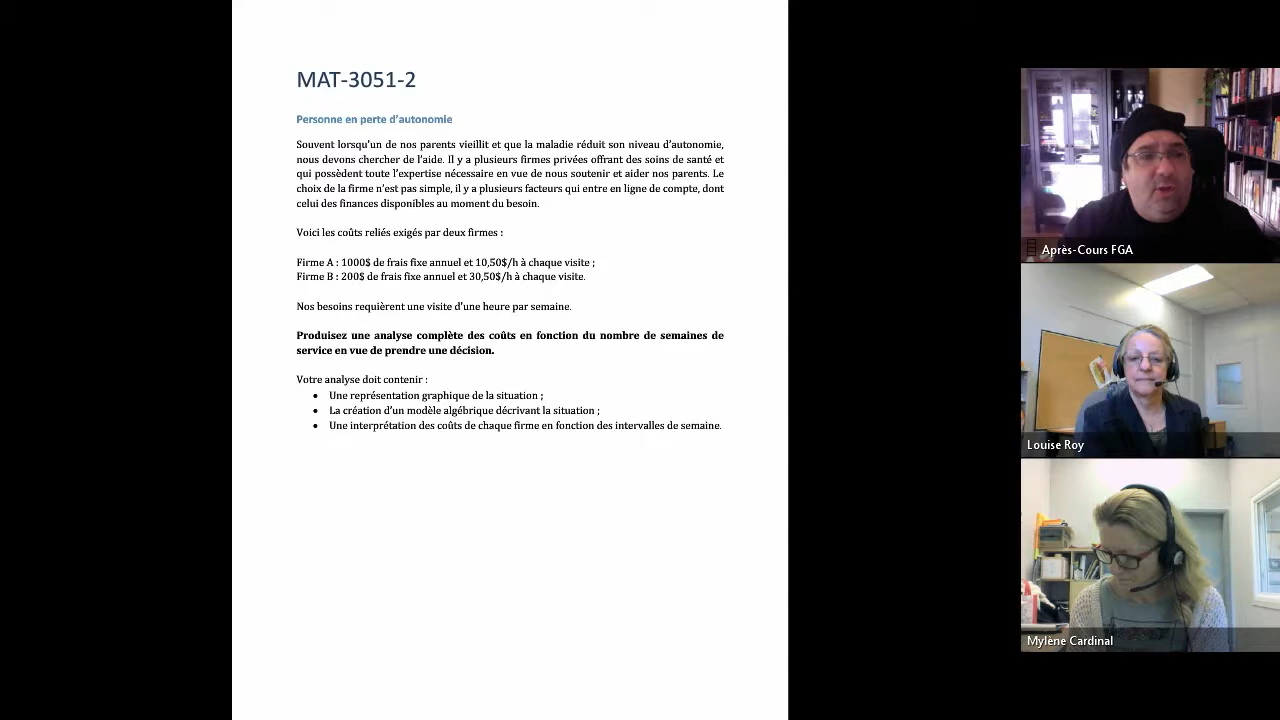 MAT-3051-2
Personne en perte d'autonomie
Souvent lorsqu'un de nos parents vieillit et que la maladie réduit son niveau d'autonomie,
nous devons chercher de l'aide. Il y a plusieurs firmes privées offrant des soins de santé et
qui possèdent toute l'expertise nécessaire en vue de nous soutenir et aider nos parents. Le
choix de la firme n'est pas simple, il y a plusieurs facteurs qui entre en ligne de compte, dont
celui des finances disponibles au moment du besoin.
Voici les coûts reliés exigés par deux firmes :
Firme A : 1000$ de frais fixe annuel et 10,50$/h à chaque visite ;
Firme B : 200$ de frais fixe annuel et 30,50$/h à chaque visite.
Nos besoins requièrent une visite d'une heure par semaine.
Produisez une analyse complète des coûts en fonction du nombre de semaines de
service en vue de prendre une décision.
Votre analyse doit contenir :
• Une représentation graphique de la situation ;
• La création d'un modèle algébrique décrivant la situation ;
• Une interprétation des coûts de chaque firme en fonction des intervalles de semaine.
Après-Cours FGA
Louise Roy
Mylène Cardinal